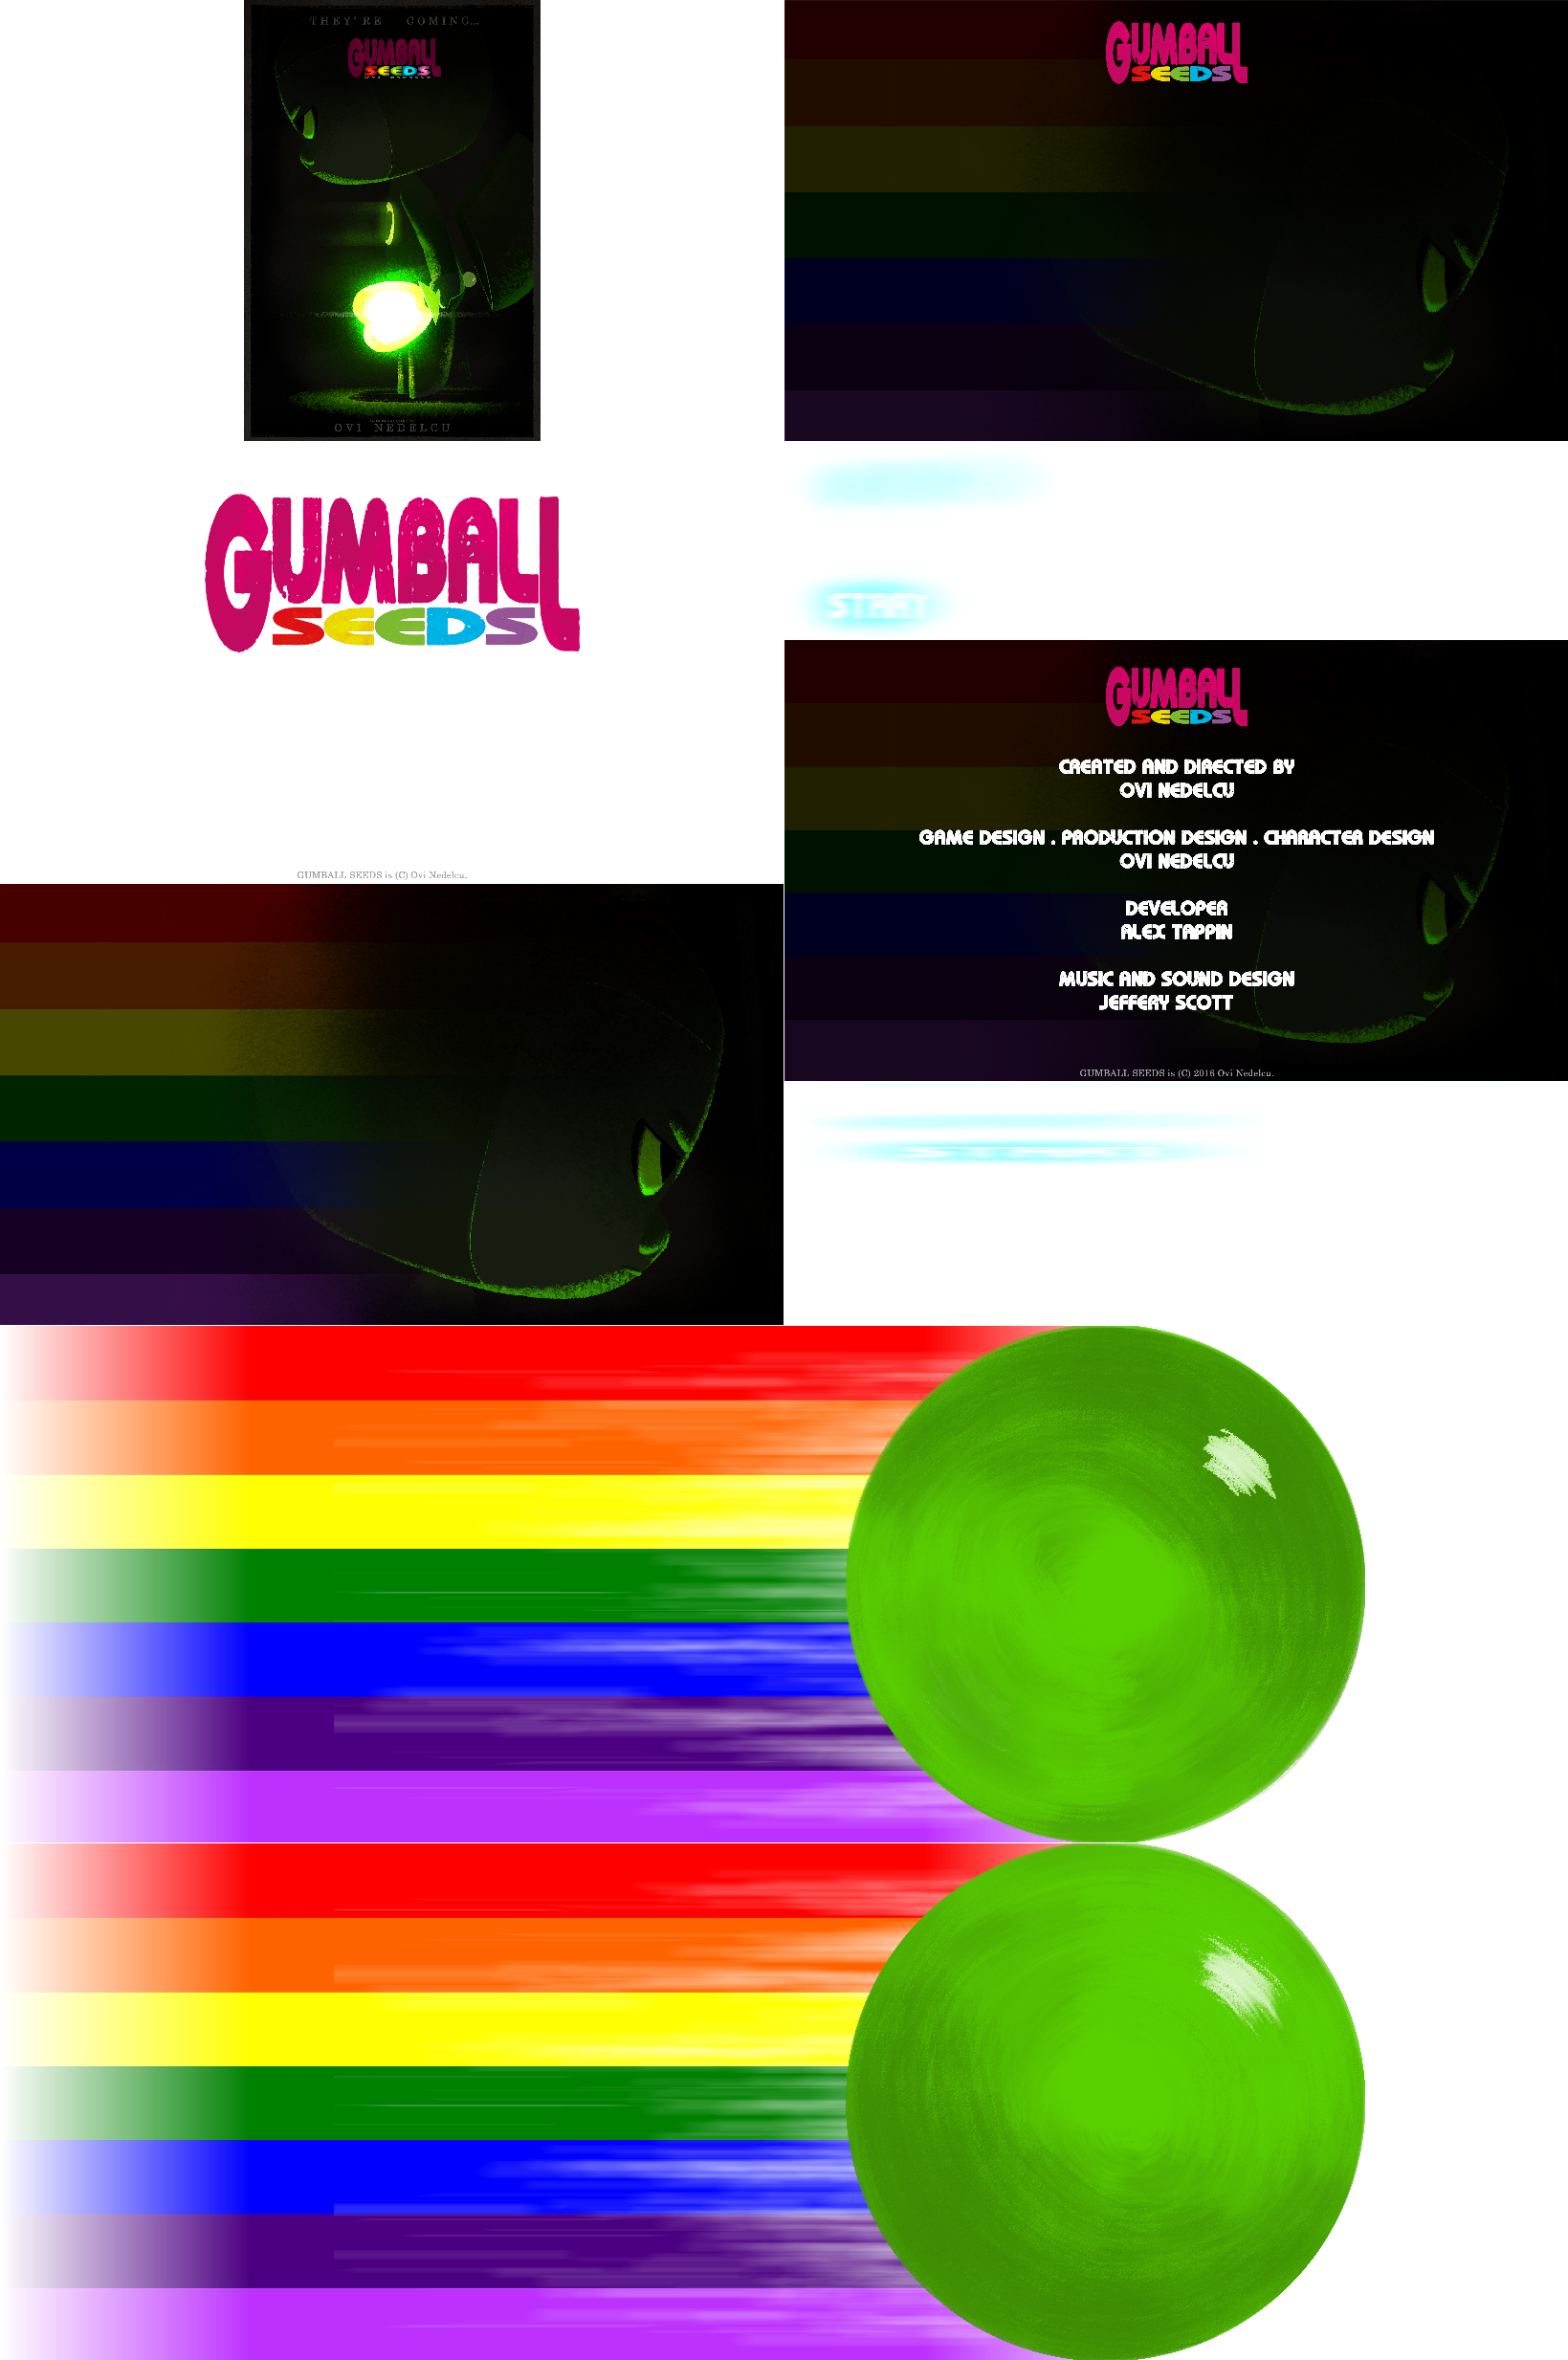 THEY'RE COMING...
GUMBALL
SEEDS
OVI NEDELCU
GUMBALL
SEEDS
GUMBALL
SEEDS
GUMBALL SEEDS is (C) Ovi Nedelcu.
START
GUMBALL
SEEDS
CREATED AND DIRECTED BY
OVI NEDELCU
GAME DESIGN . PRODUCTION DESIGN . CHARACTER DESIGN
OVI NEDELCU
DEVELOPER
ALEX TAPPIN
MUSIC AND SOUND DESIGN
JEFFERY SCOTT
GUMBALL SEEDS is (C) 2016 Ovi Nedelcu.